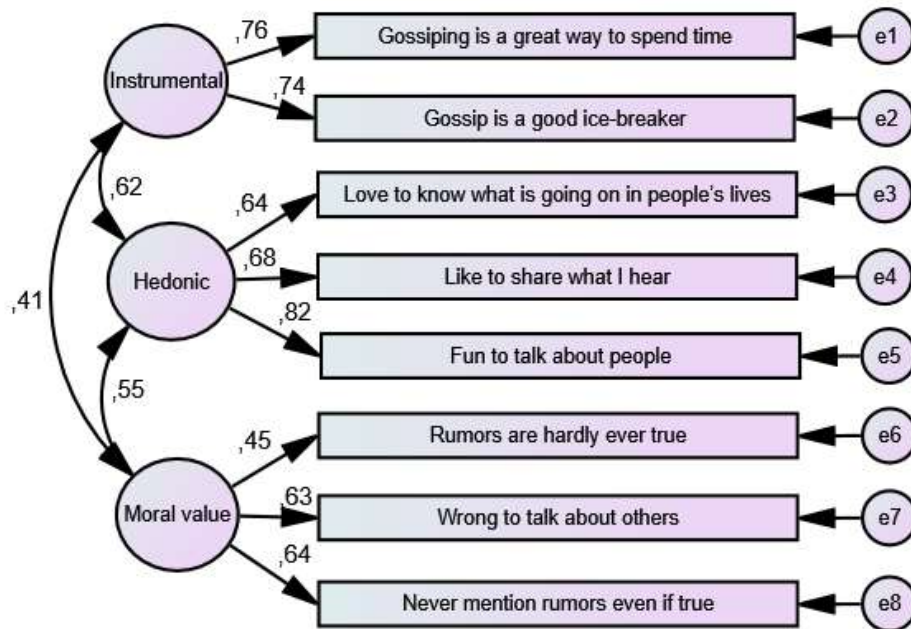 ,76
Gossiping is a great way to spend time
e1
Instrumental
,74
Gossip is a good ice-breaker
e2
,62
,64
Love to know what is going on in people's lives
e3
Hedonic
,68
Like to share what I hear
e4
,41
,82
Fun to talk about people
e5
,55
,45
Rumors are hardly ever true
e6
Moral value
,63
Wrong to talk about others
e7
,64
Never mention rumors even if true
e8